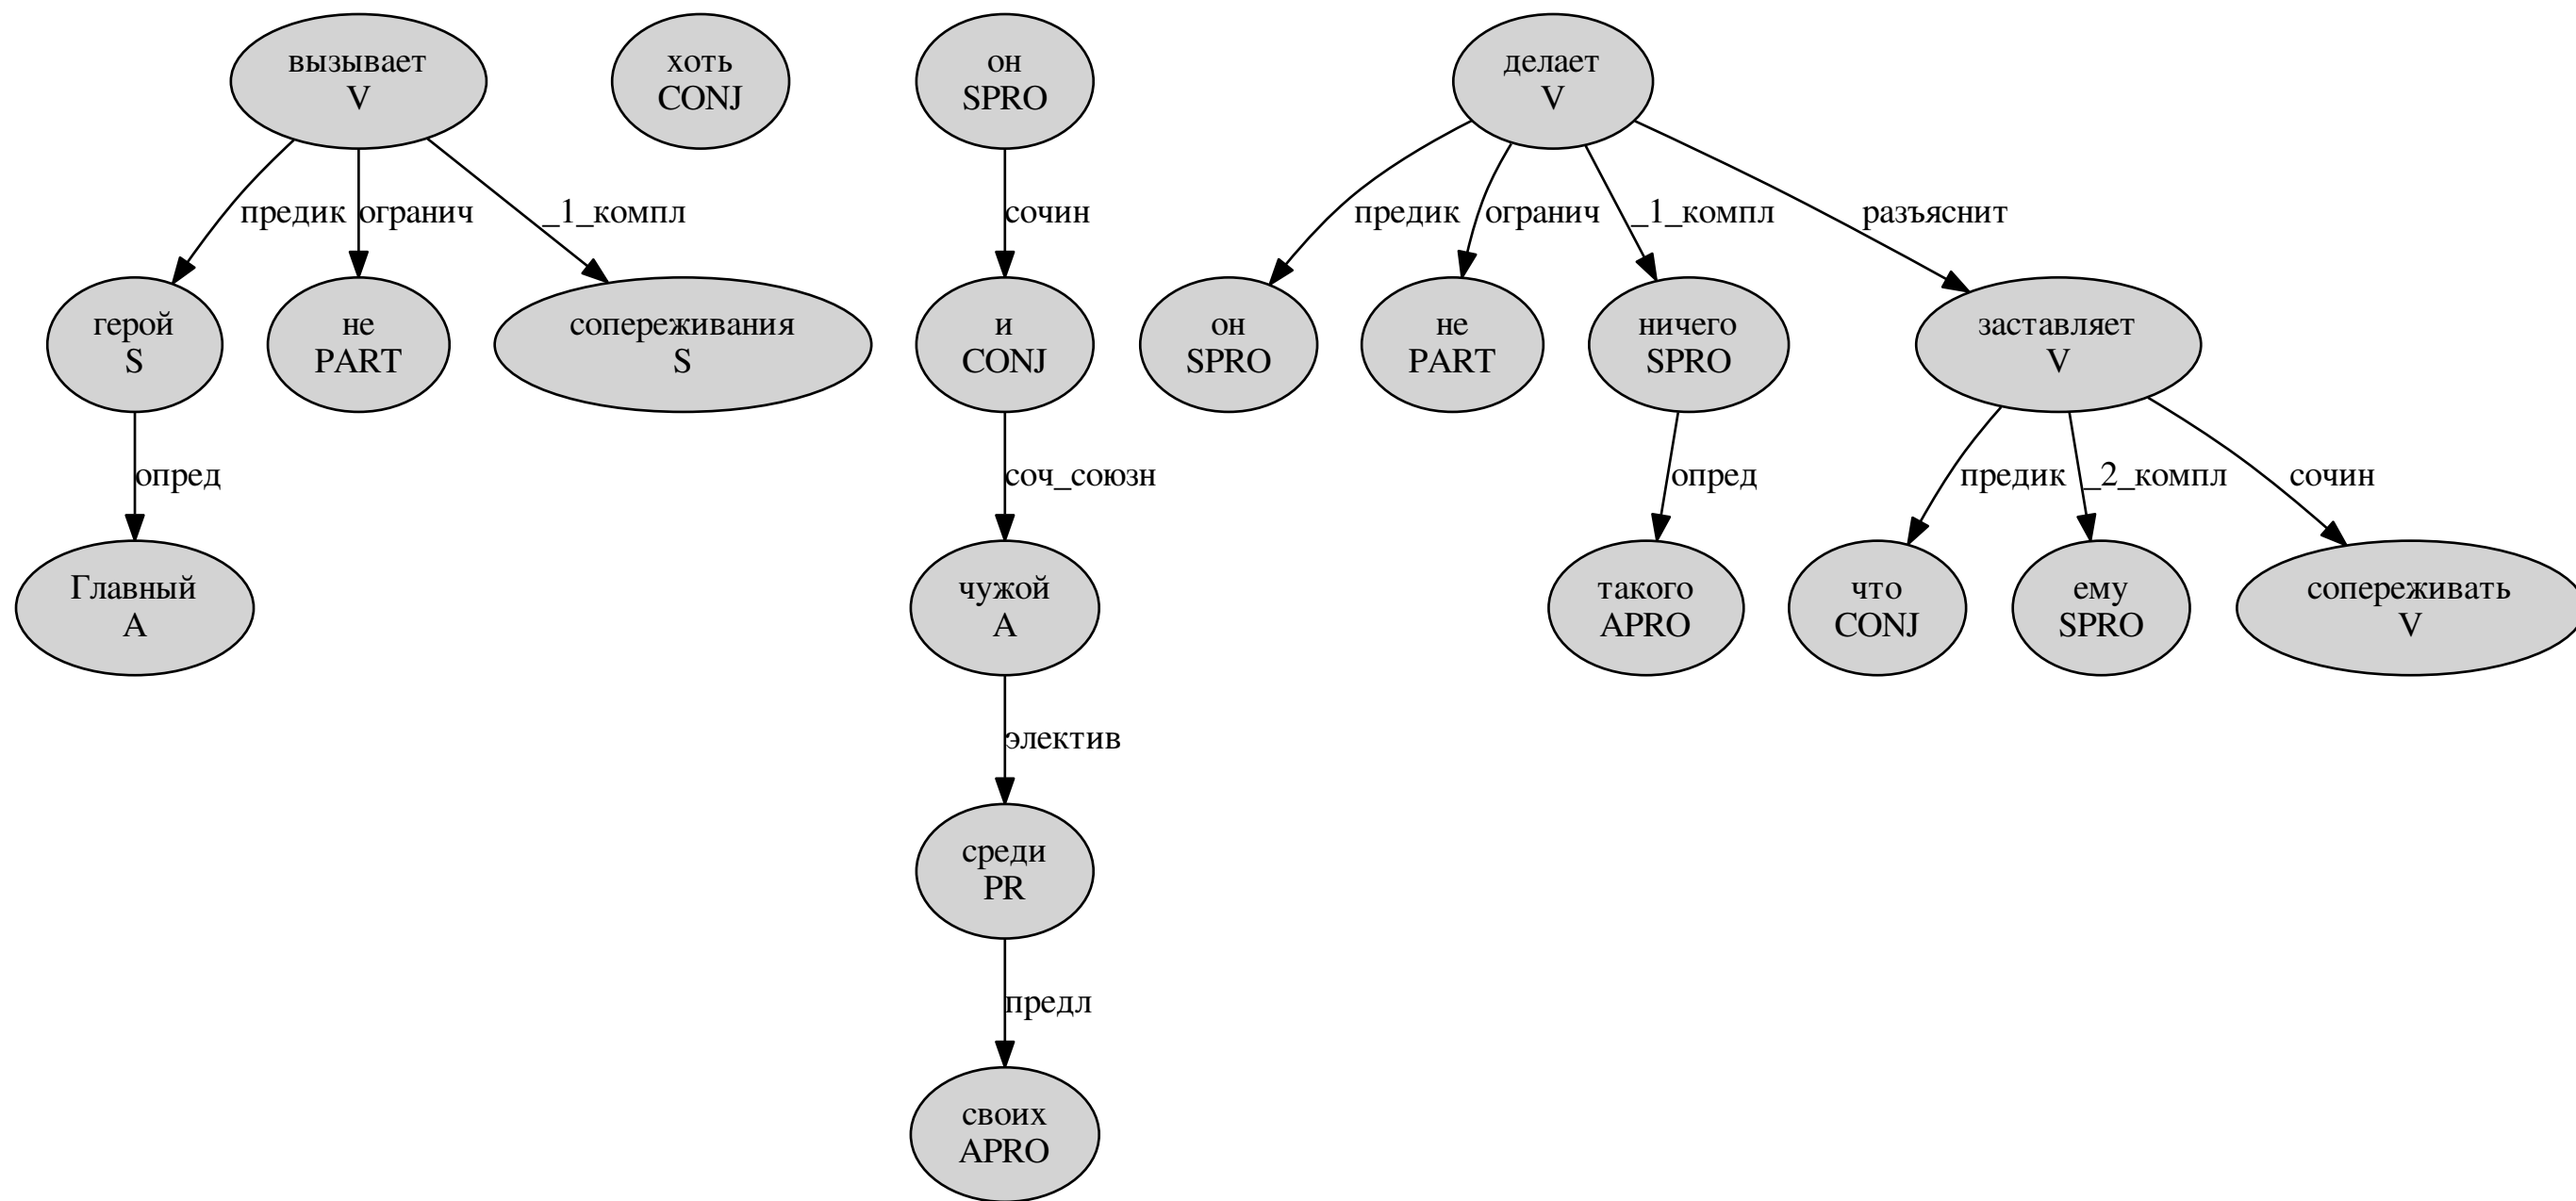 вызывает
V
хоть
CONJ
он
SPRO
делает
V
предик
огранич
_1_компл
сочин
предик
огранич
_1_компл
разъяснит
герой
S
не
PART
сопереживания
S
и
CONJ
он
SPRO
не
PART
ничего
SPRO
заставляет
V
опред
соч_союзн
опред
предик
_2_компл
сочин
Главный
A
чужой
A
такого
APRO
что
CONJ
ему
SPRO
сопереживать
V
электив
среди
PR
предл
своих
APRO